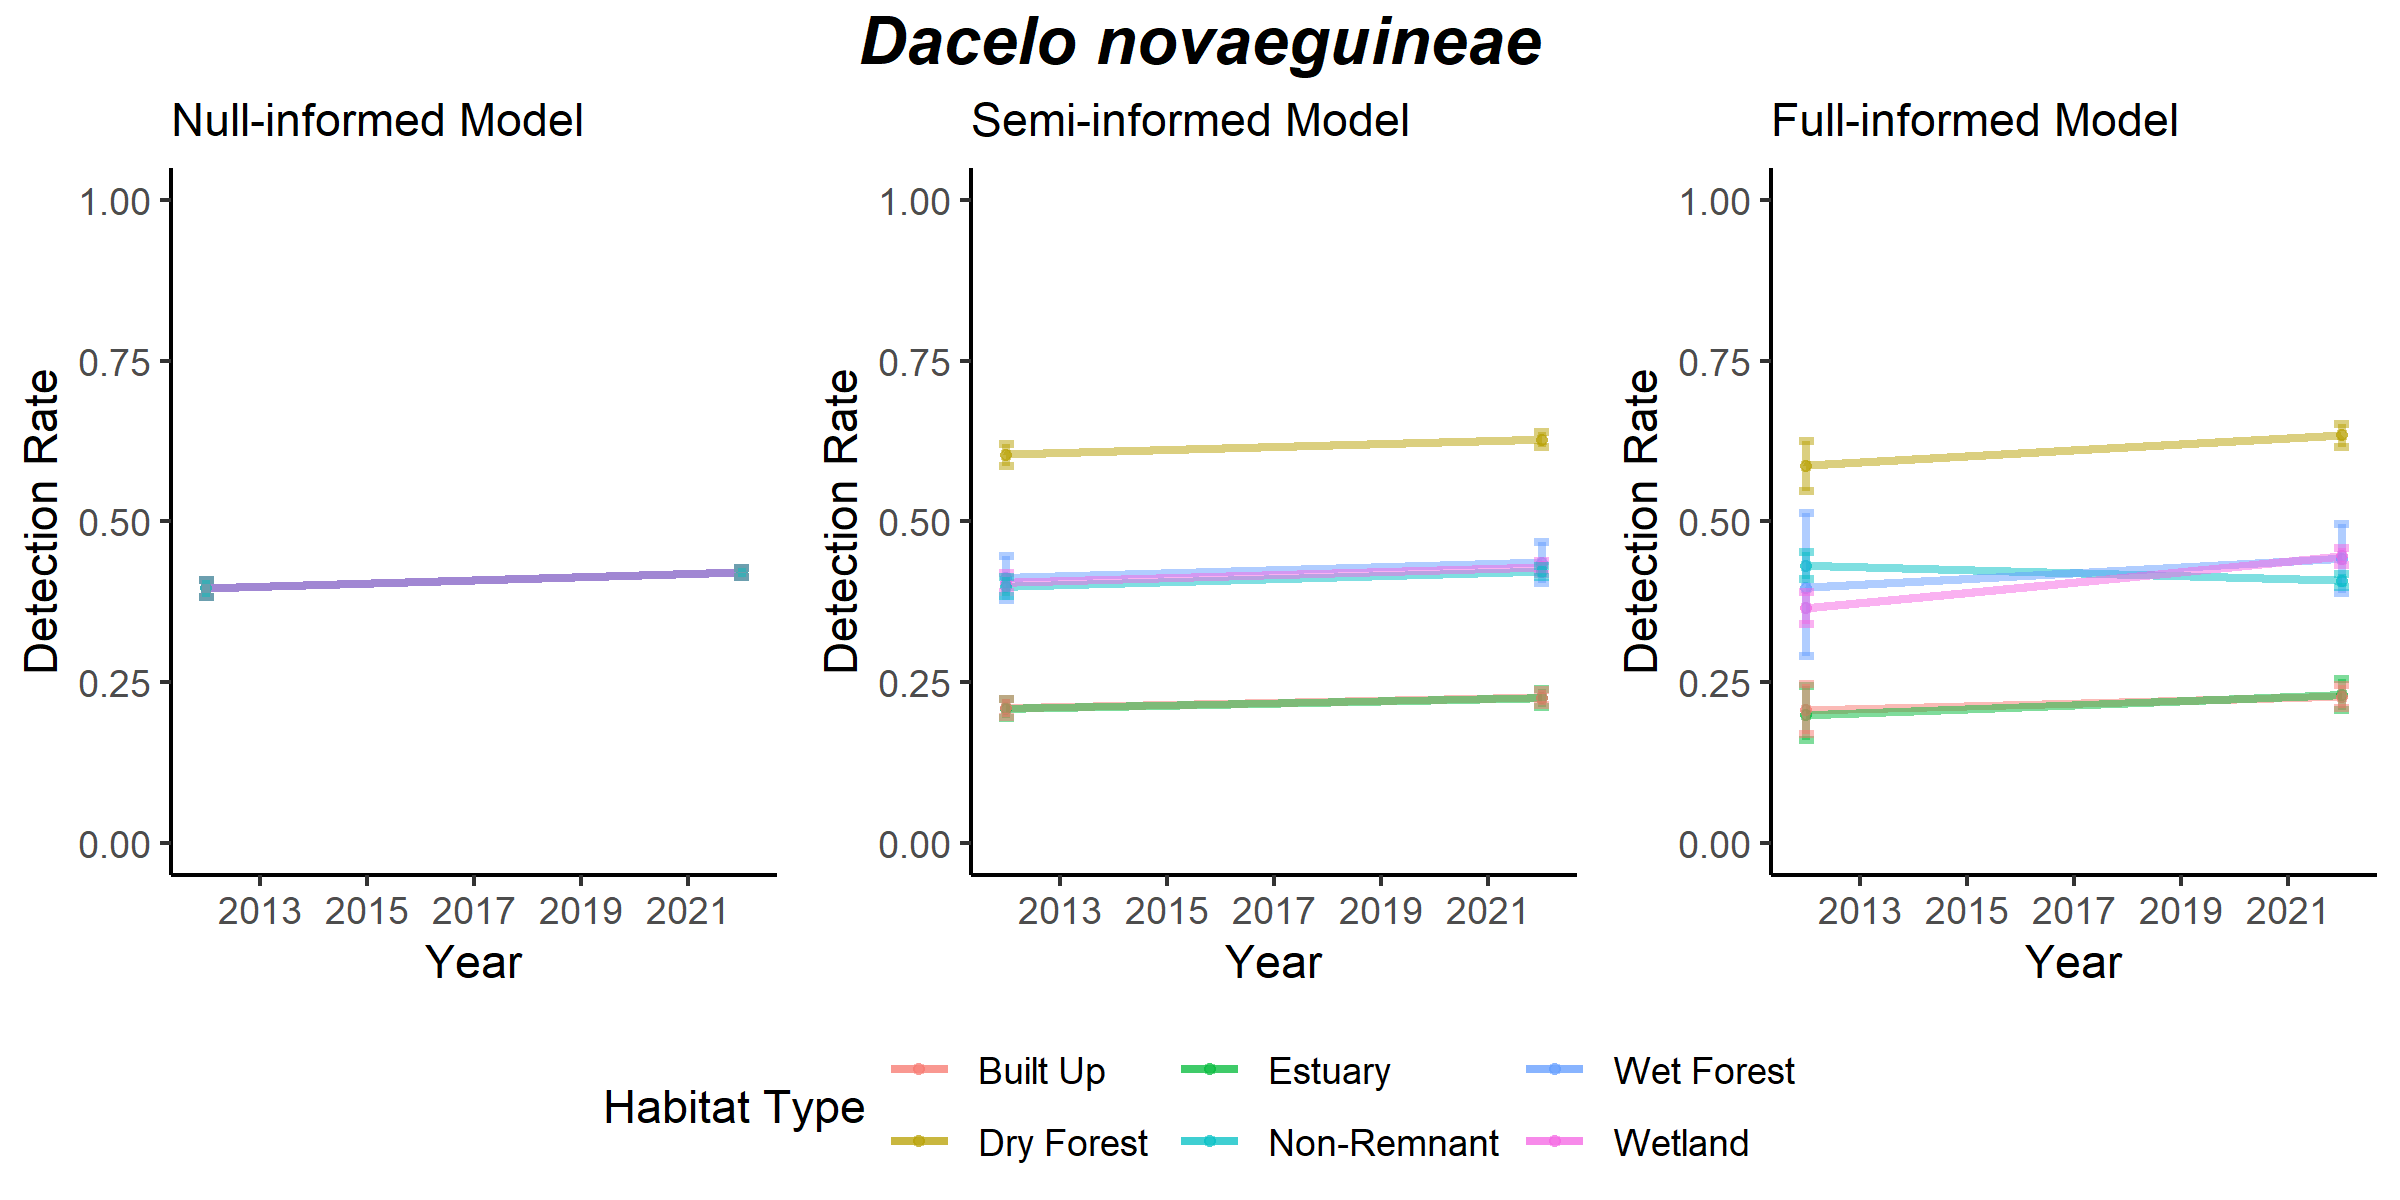 Dacelo novaeguineae
Null-informed Model
Semi-informed Model
Full-informed Model
Detection Rate
1.00
0.75
0.50
0.25
0.00
2013 2015 2017 2019 2021
Year
Detection Rate
1.00
0.75
0.50
0.25
0.00
2013 2015 2017 2019 2021
Year
Detection Rate
1.00
0.75
0.50
0.25
0.00
2013 2015 2017 2019 2021
Year
Habitat Type
Built Up
Estuary
Wet Forest
Dry Forest
Non-Remnant
Wetland